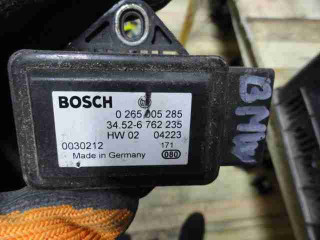 BOSCH
0 265 005 285
34.52-6 762 235
HW 02 04223
0030212 171
Made in Germany 080
BMW